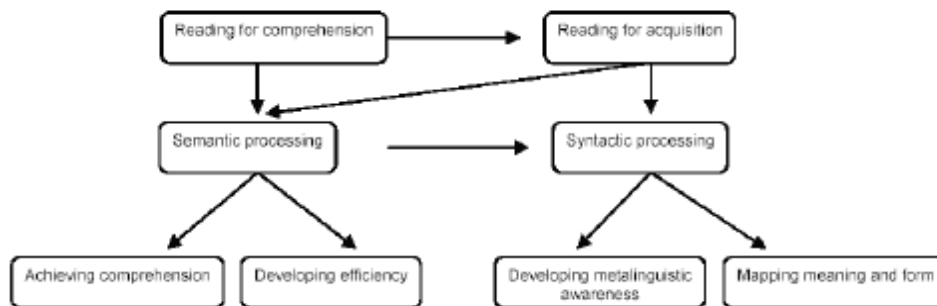 Reading for comprehension
Reading for acquisition
Semantic processing
Syntactic processing
Achieving comprehension
Developing efficiency
Developing metalinguistic
awareness
Mapping meaning and form